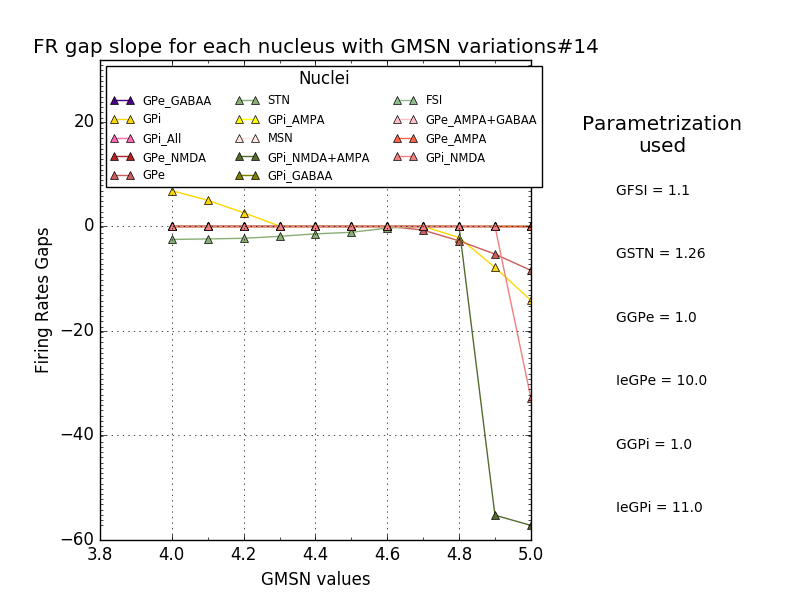 FR gap slope for each nucleus with GMSN variations#14
Nuclei
GPe_GABAA STN FSI
GPi GPi_AMPA GPe_AMPA+GABAA
GPi_All MSN GPe_AMPA
GPe_NMDA GPi_NMDA+AMPA GPi_NMDA
GPe GPi_GABAA
20
0
−20
−40
−60
Firing Rates Gaps
3.8 4.0 4.2 4.4 4.6 4.8 5.0
GMSN values
Parametrization
used
GFSI = 1.1
GSTN = 1.26
GGPe = 1.0
IeGPe = 10.0
GGPi = 1.0
IeGPi = 11.0